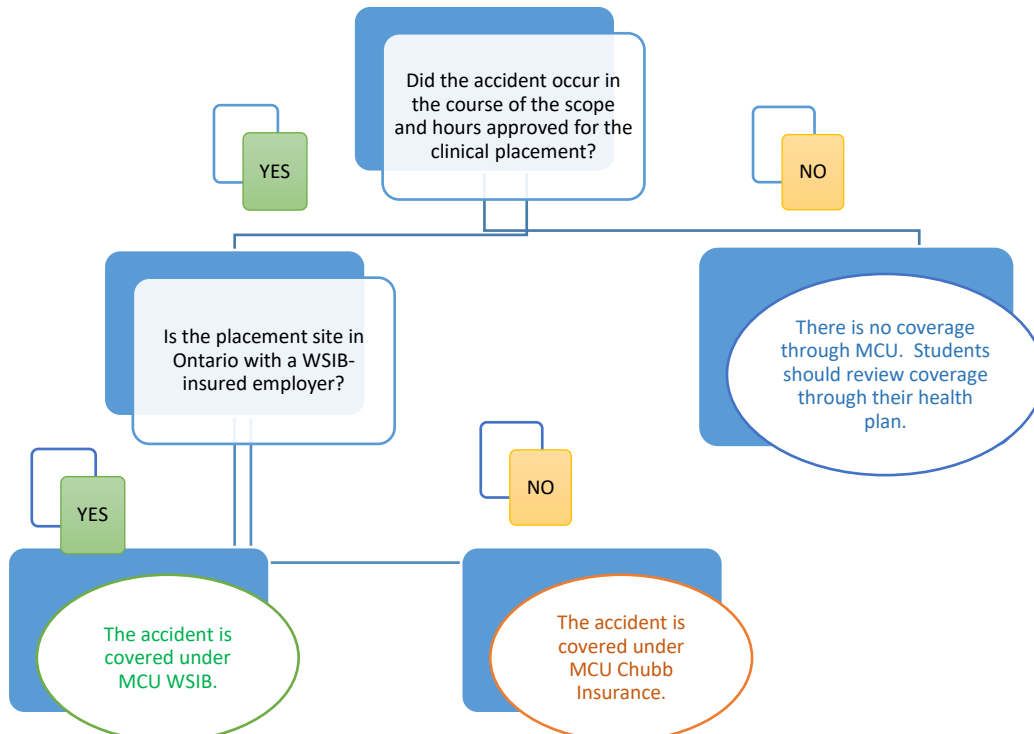 Did the accident occur in
the course of the scope
and hours approved for the
clinical placement?
YES
NO
Is the placement site in
Ontario with a WSIB-
insured employer?
There is no coverage
through MCU.  Students
should review coverage
through their health
plan.
YES
NO
The accident is
covered under
MCU WSIB.
The accident is
covered under
MCU Chubb
Insurance.